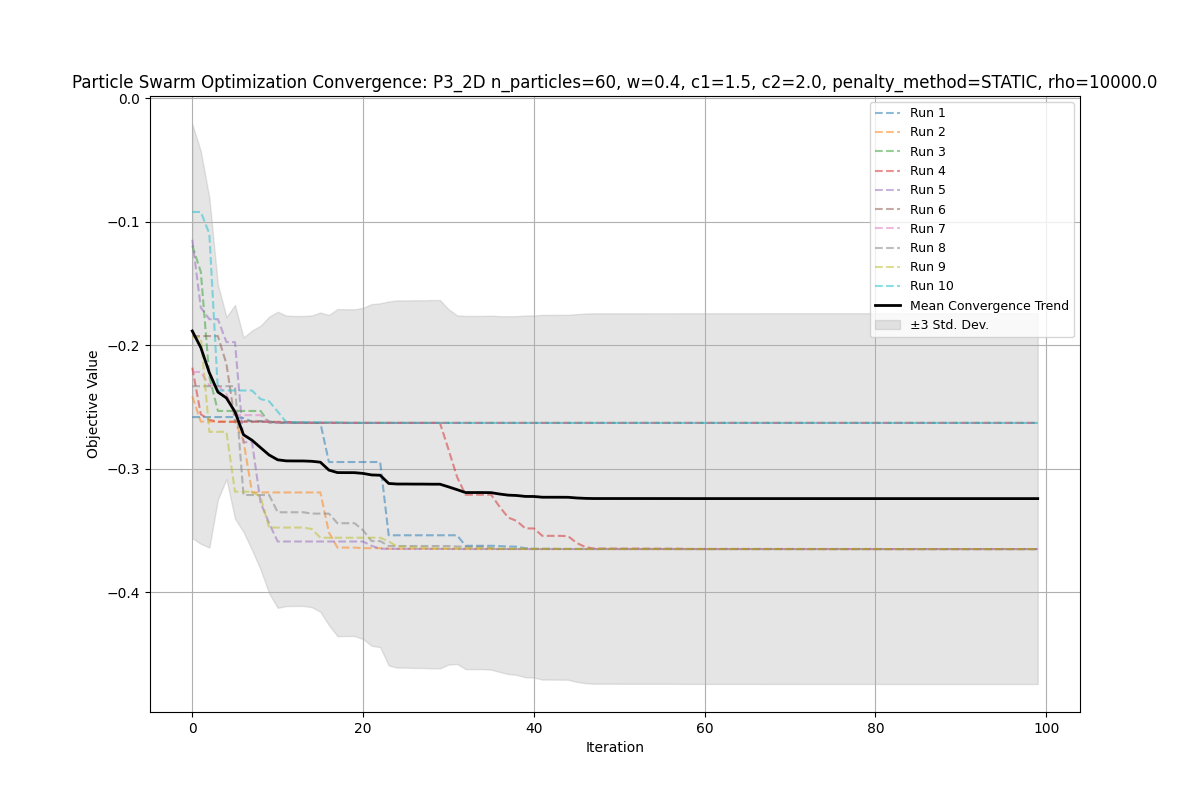 Particle Swarm Optimization Convergence: P3_2D n_particles=60, w=0.4, c1=1.5, c2=2.0, penalty_method=STATIC, rho=10000.0
0.0
−0.1
−0.2
−0.3
−0.4
Objective Value
0
20
40
60
80
100
Iteration
Run 1
Run 2
Run 3
Run 4
Run 5
Run 6
Run 7
Run 8
Run 9
Run 10
Mean Convergence Trend
±3 Std. Dev.